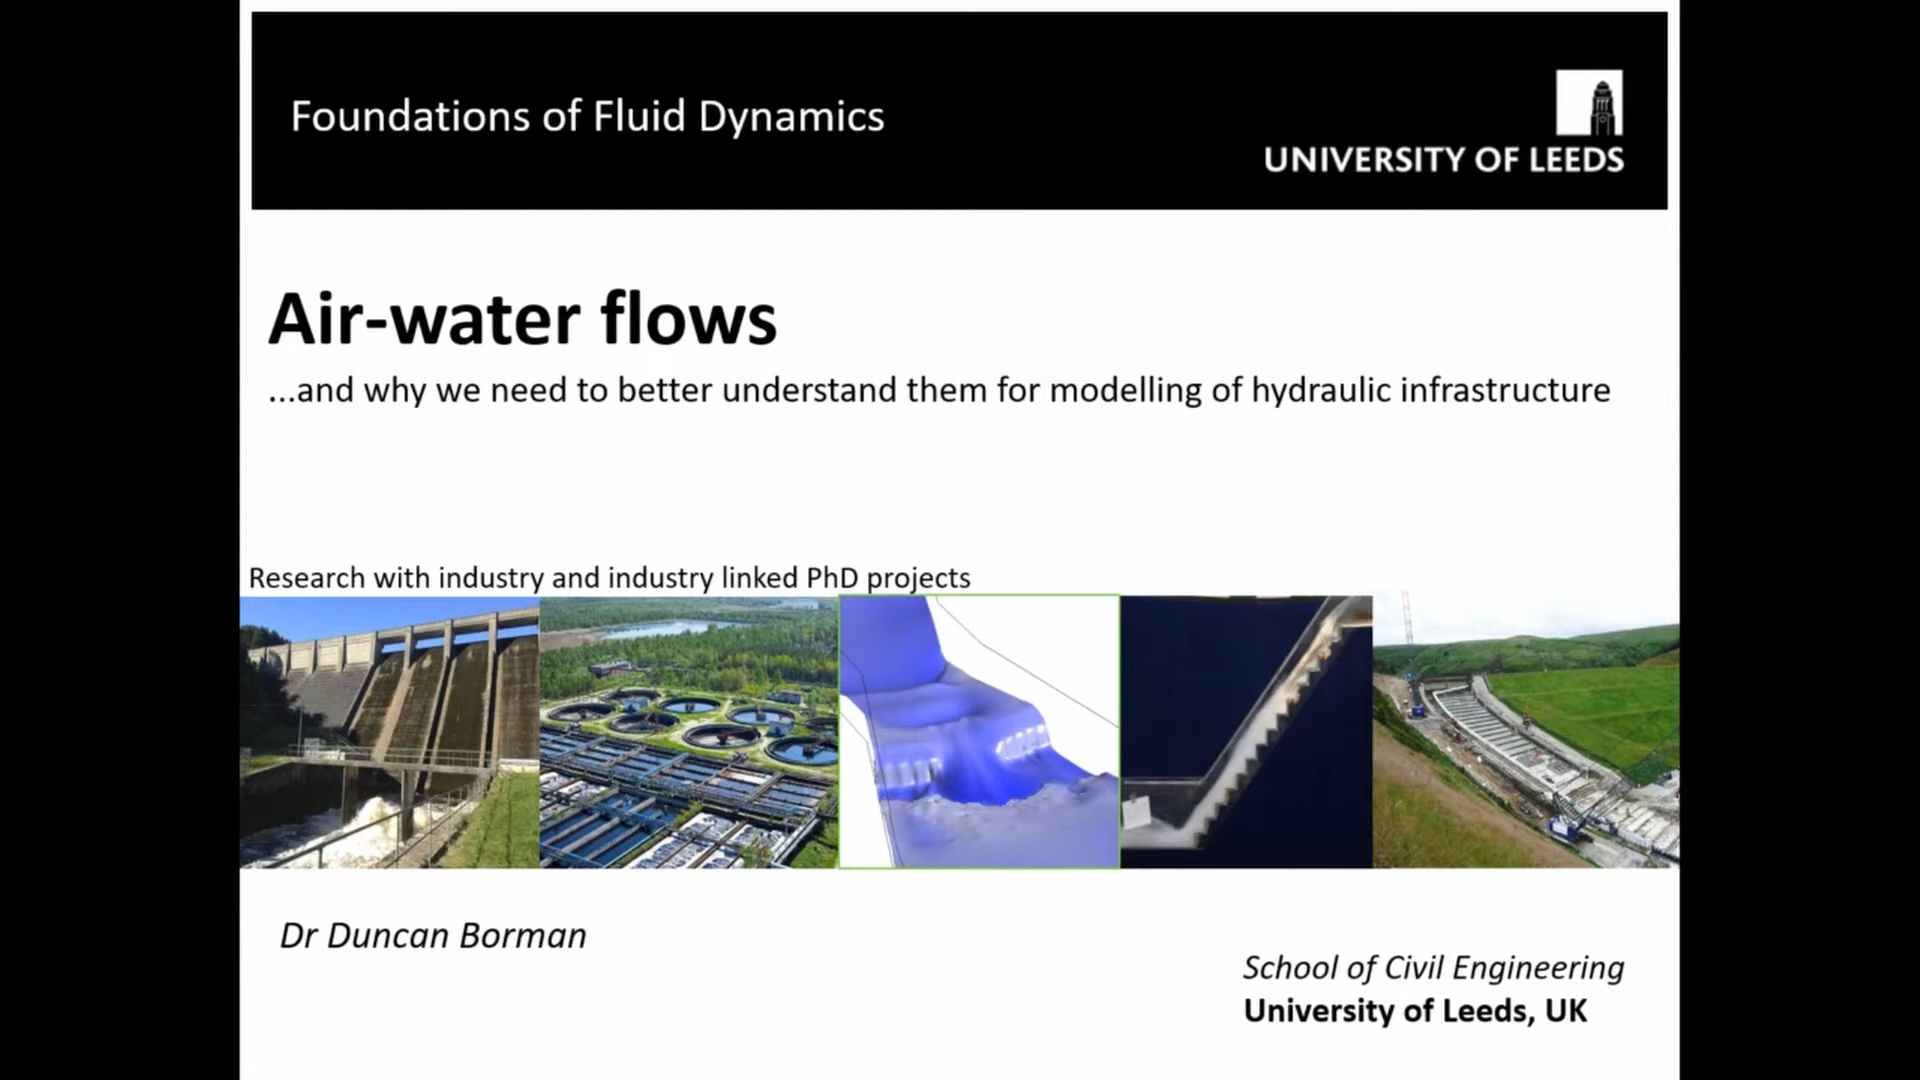 Foundations of Fluid Dynamics
UNIVERSITY OF LEEDS
Air-water flows
...and why we need to better understand them for modelling of hydraulic infrastructure
Research with industry and industry linked PhD projects
Dr Duncan Borman
School of Civil Engineering
University of Leeds, UK